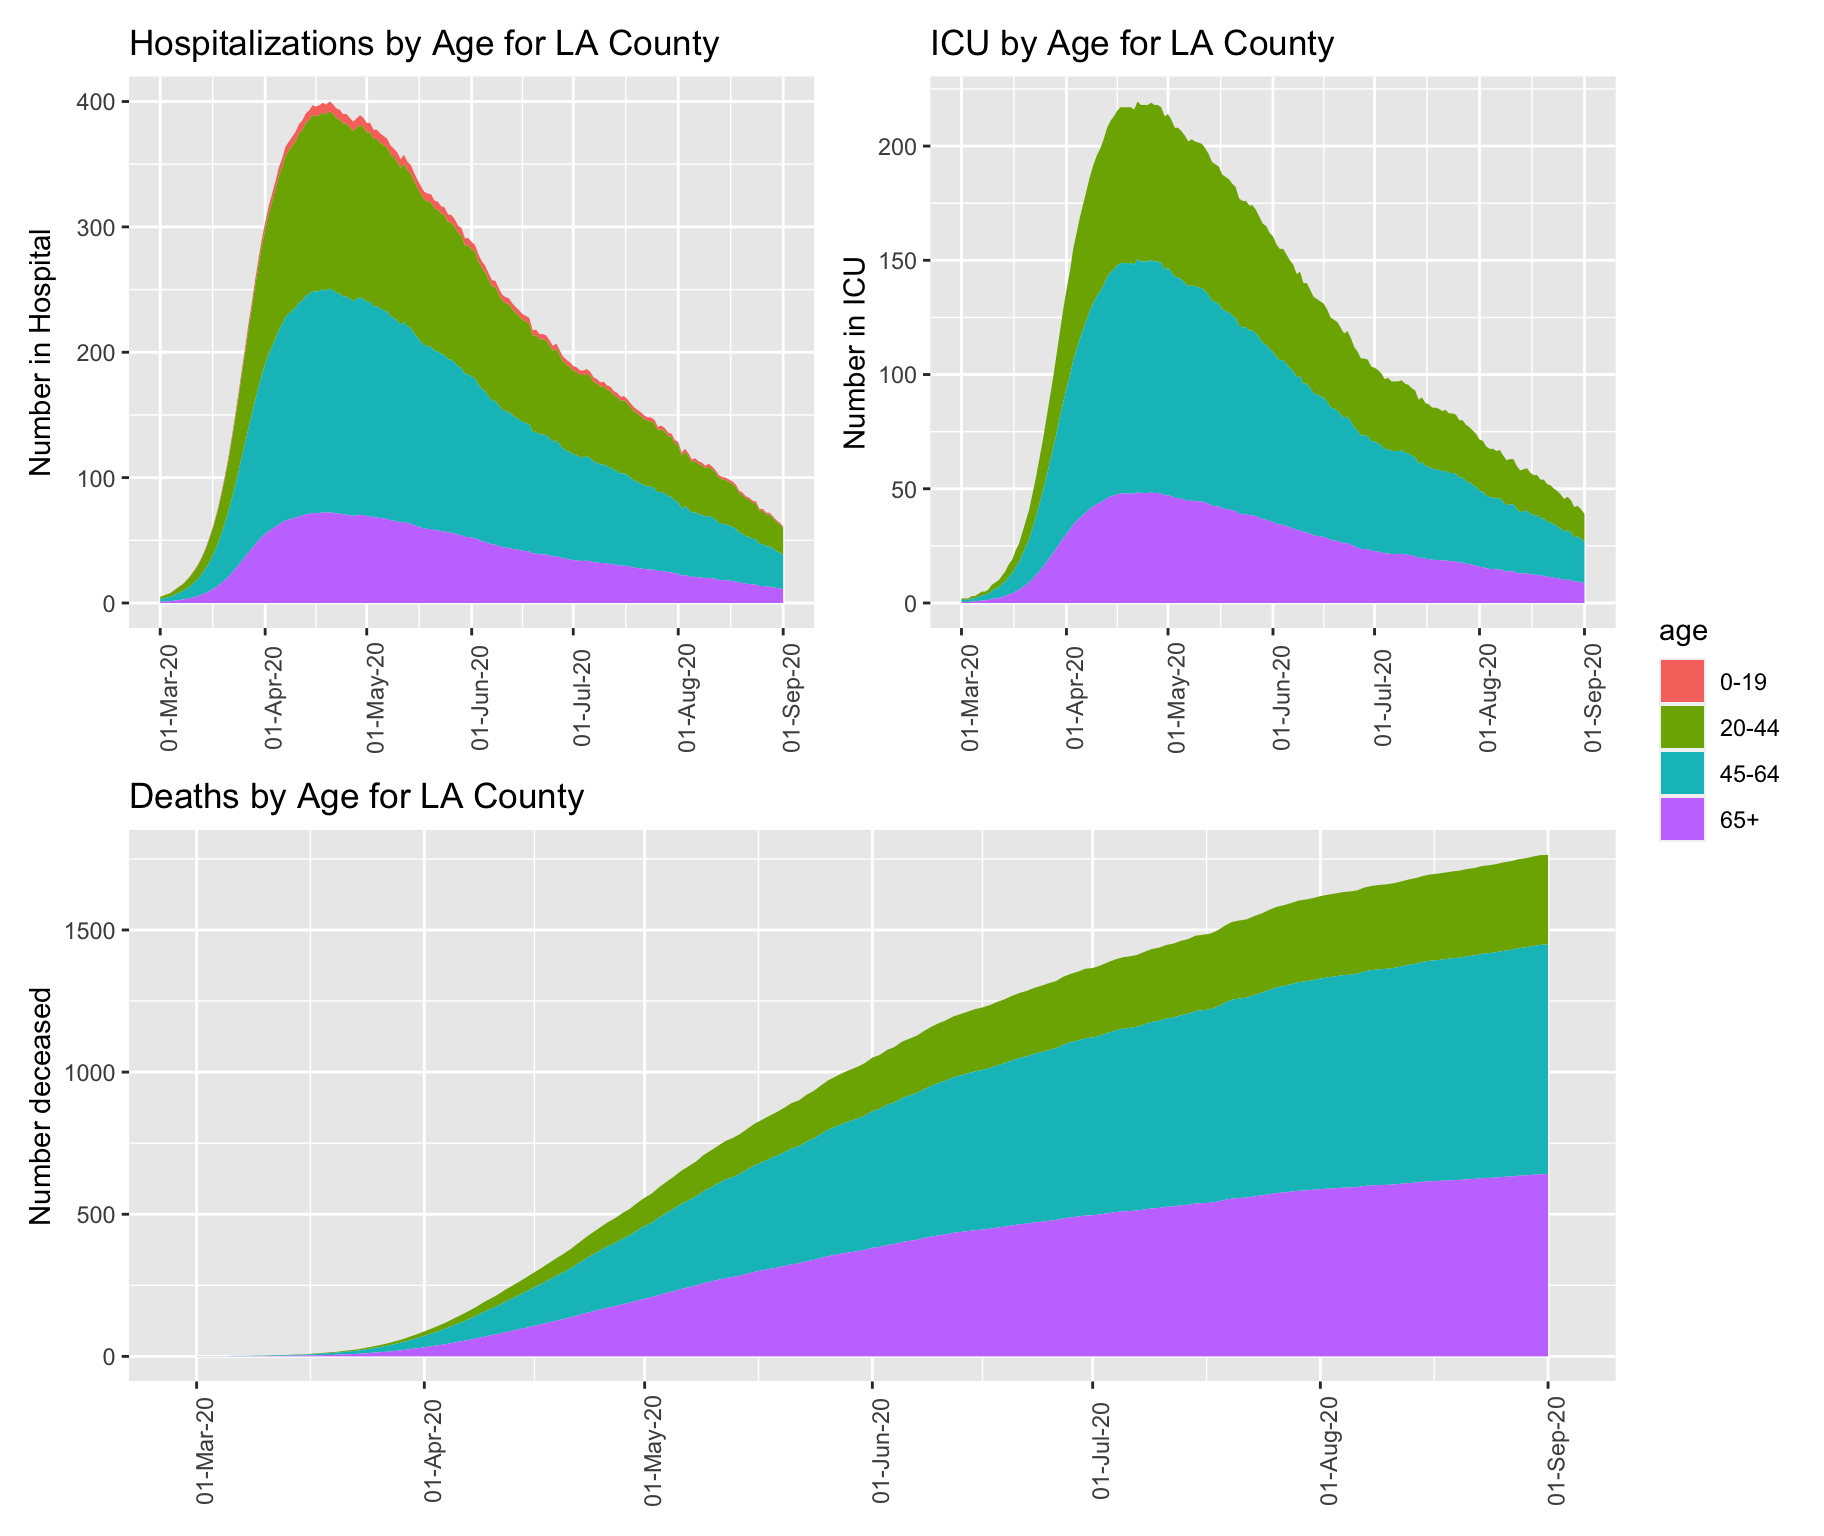 Hospitalizations by Age for LA County
Number in Hospital
400
300
200
100
0
01-Mar-20
01-Apr-20
01-May-20
01-Jun-20
01-Jul-20
01-Aug-20
01-Sep-20
ICU by Age for LA County
Number in ICU
200
150
100
50
0
01-Mar-20
01-Apr-20
01-May-20
01-Jun-20
01-Jul-20
01-Aug-20
01-Sep-20
age
0-19
20-44
45-64
65+
Deaths by Age for LA County
Number deceased
1500
1000
500
0
01-Mar-20
01-Apr-20
01-May-20
01-Jun-20
01-Jul-20
01-Aug-20
01-Sep-20